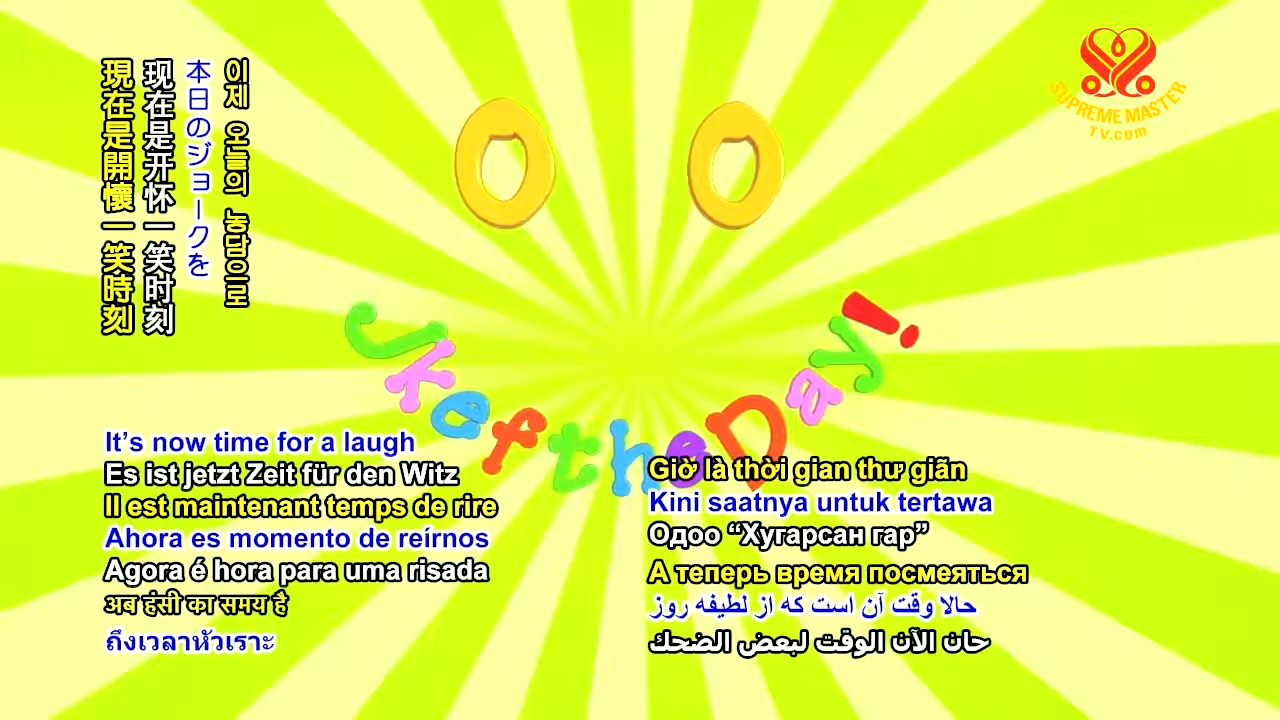 이제 오늘의 농담으로
本日のジョークを
现在是开怀一笑时刻
現在是開懷一笑時刻
SUPREME MASTER
TV.com
O O
JkeftheDay!
It's now time for a laugh
Es ist jetzt Zeit für den Witz
Il est maintenant temps de rire
Ahora es momento de reírnos
Agora é hora para uma risada
अब हंसी का समय है
ถึงเวลาหัวเราะ
Giờ là thời gian thư giãn
Kini saatnya untuk tertawa
Одоо “Хугарсан гар”
А теперь время посмеяться
حالا وقت آن است که از لطیفه روز
حان الآن الوقت لبعض الضحك